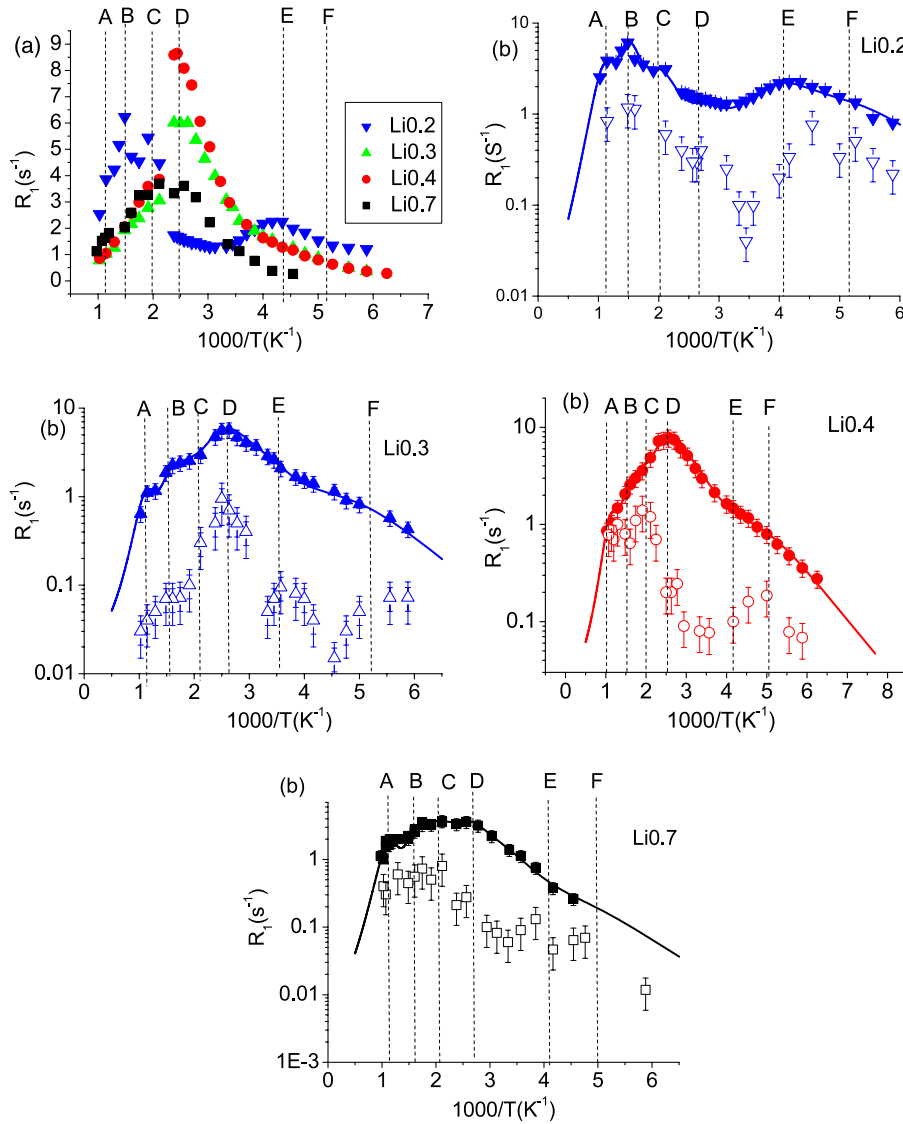 (a)
A B C D E F
9
8
7
6
5
4
3
2
1
0
R1(s-1)
Li0.2
Li0.3
Li0.4
Li0.7
1 2 3 4 5 6 7
1000/T(K-1)
(b)
A B C D E F
Li0.2
10
1
0.1
0.01
R1(S-1)
0 1 2 3 4 5 6
1000/T(K-1)
(b)
A B C D E F
Li0.3
10
1
0.1
0.01
R1(s-1)
0 1 2 3 4 5 6
1000/T(K-1)
(b)
A B C D E F
Li0.4
10
1
0.1
R1(s-1)
0 1 2 3 4 5 6 7 8
1000/T(K-1)
(b)
A B C D E F
Li0.7
1
0.1
0.01
1E-3
R1(s-1)
0 1 2 3 4 5 6
1000/T(K-1)